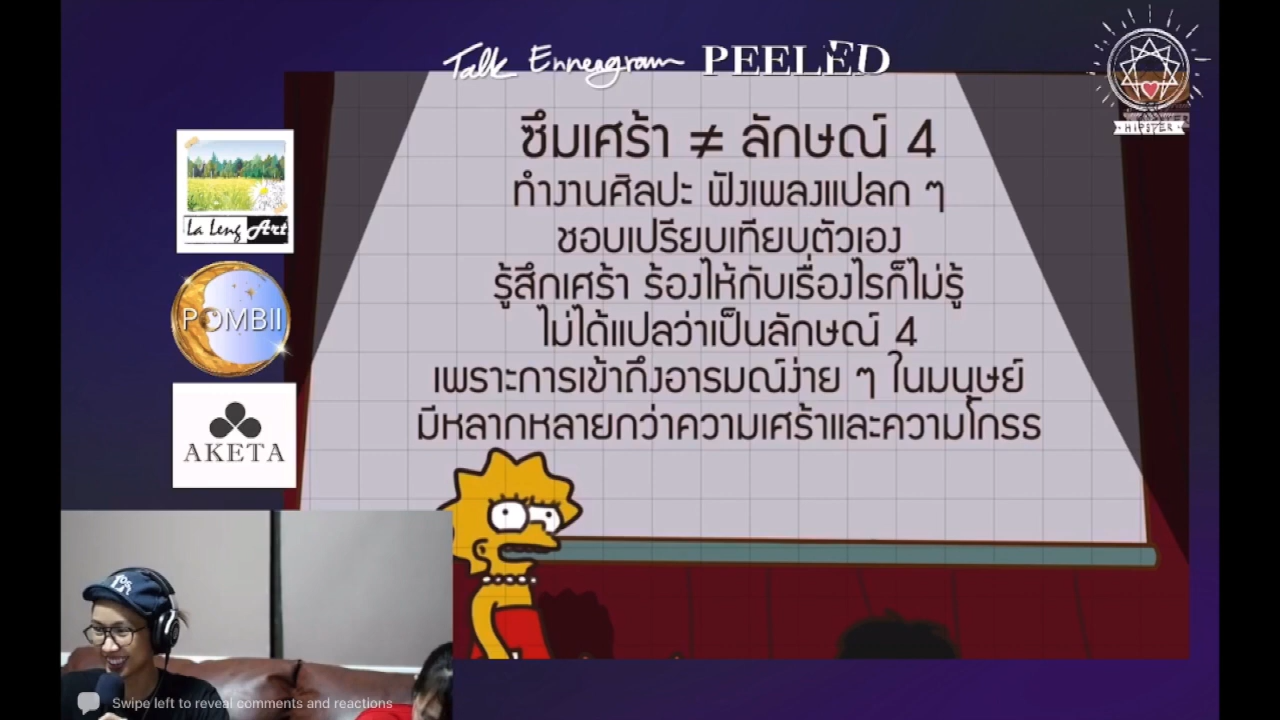 Talk Enneagram PEELED
HIPSTER
ซึมเศร้า ≠ ลักษณ์ 4
ทำงานศิลปะ ฟังเพลงแปลก ๆ
ชอบเปรียบเทียบตัวเอง
รู้สึกเศร้า ร้องไห้กับเรื่องไรก็ไม่รู้
ไม่ได้แปลว่าเป็นลักษณ์ 4
เพราะการเข้าถึงอารมณ์ง่าย ๆ ในมนุษย์
มีหลากหลายกว่าความเศร้าและความโกรธ
La Leng Art
POMBII
AKETA
Swipe left to reveal comments and reactions